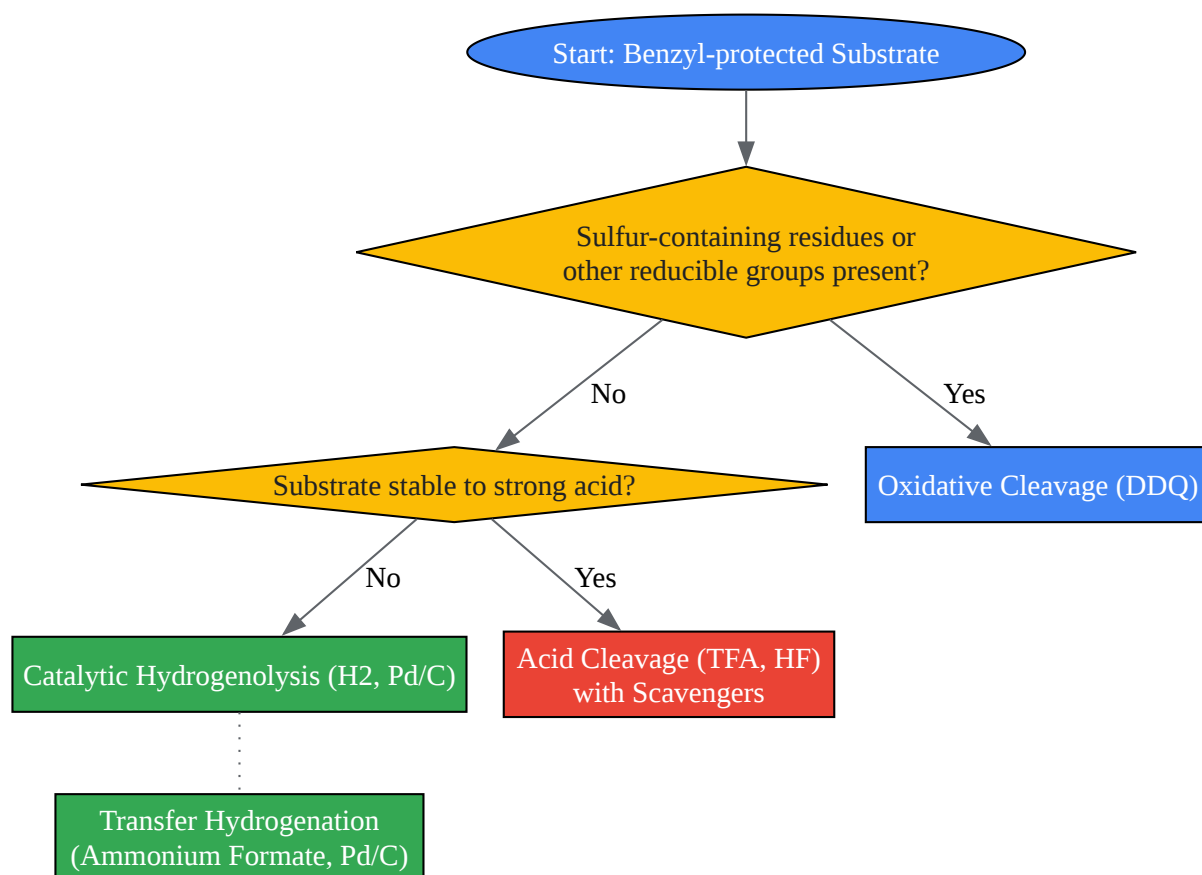 Start: Benzyl-protected Substrate
Sulfur-containing residues or
other reducible groups present?
No
Yes
Substrate stable to strong acid?
Oxidative Cleavage (DDQ)
No
Yes
Catalytic Hydrogenolysis (H2, Pd/C)
Acid Cleavage (TFA, HF)
with Scavengers
Transfer Hydrogenation
(Ammonium Formate, Pd/C)